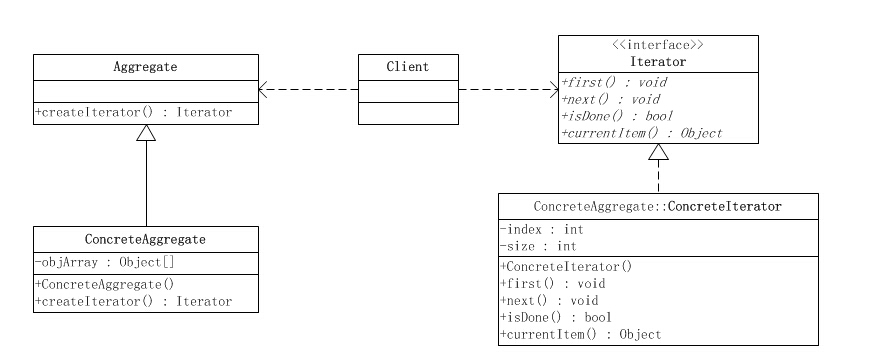 Aggregate
+createIterator() : Iterator
Client
<<interface>>
Iterator
+first() : void
+next() : void
+isDone() : bool
+currentItem() : Object
ConcreteAggregate
-objArray : Object[]
+ConcreteAggregate()
+createIterator() : Iterator
ConcreteAggregate::ConcreteIterator
-index : int
-size : int
+ConcreteIterator()
+first() : void
+next() : void
+isDone() : bool
+currentItem() : Object